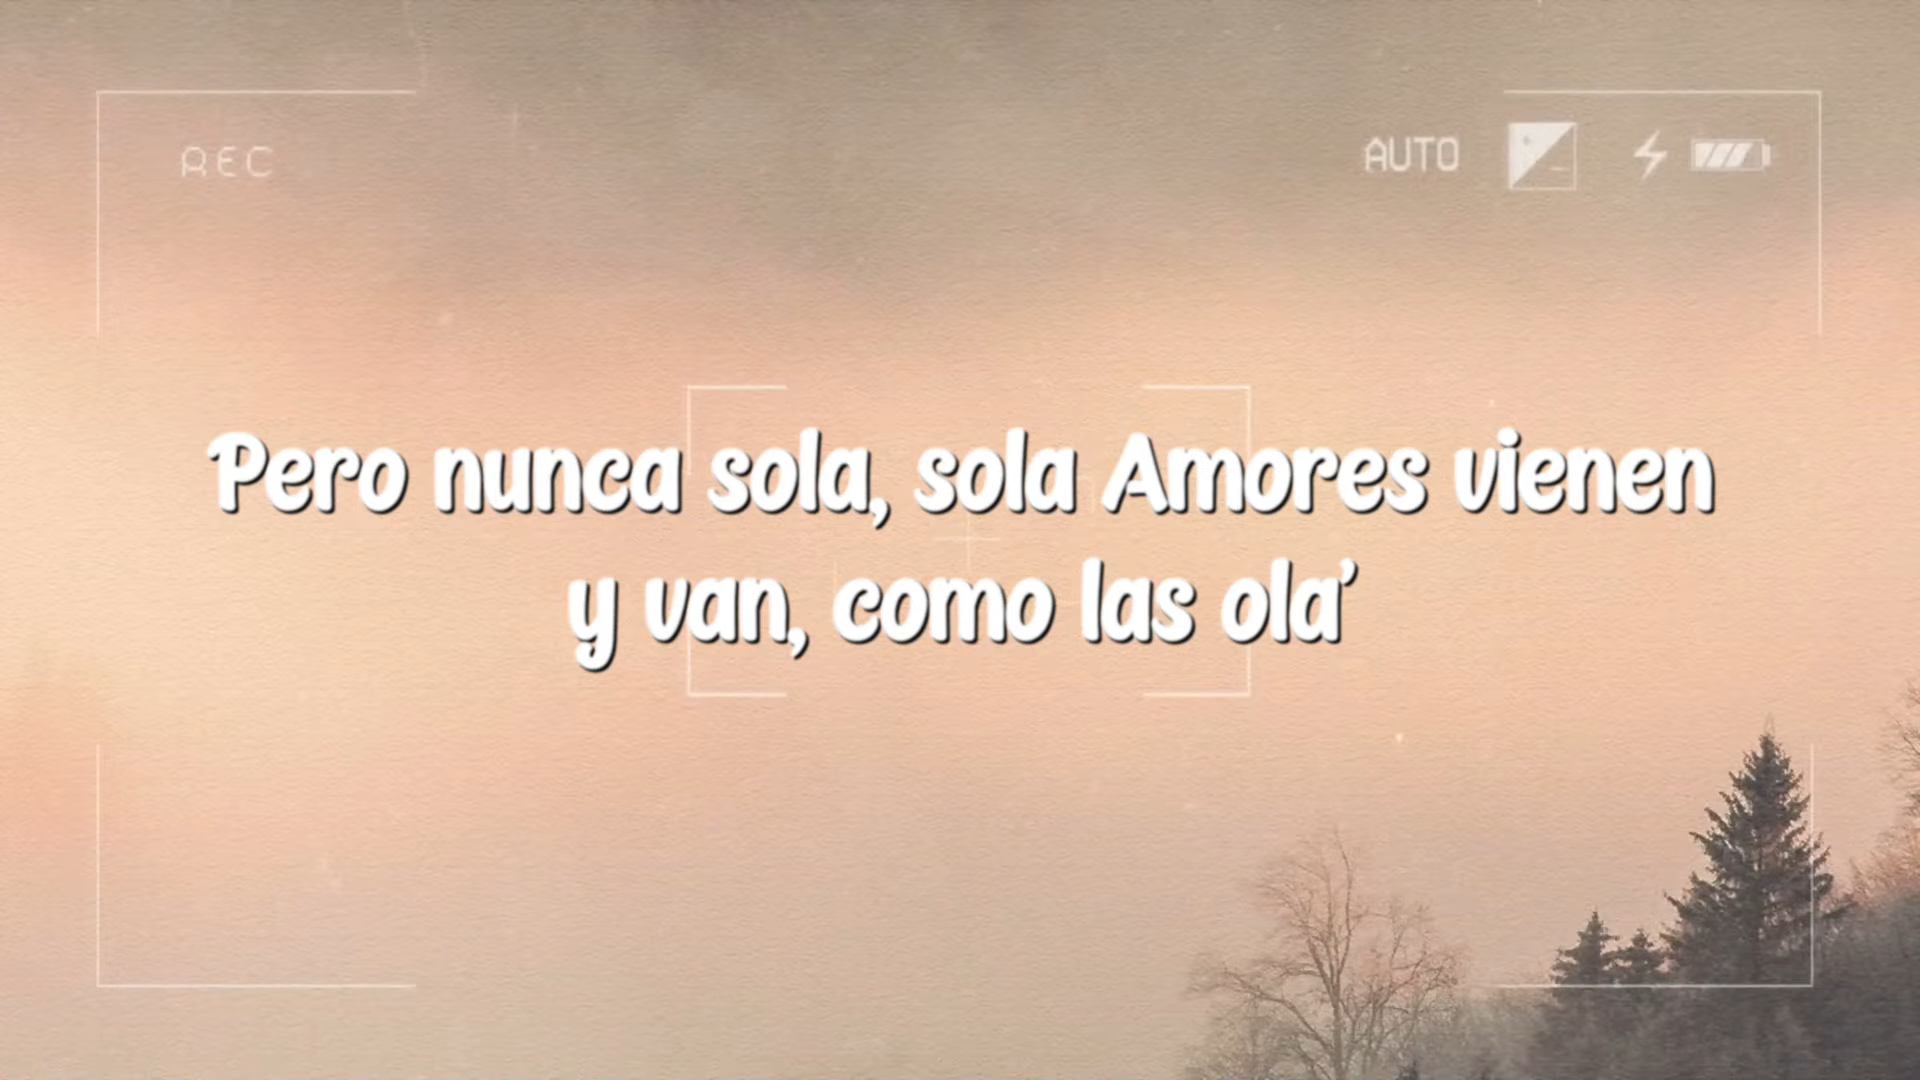 REC
AUTO
Pero nunca sola, sola Amores vienen
y van, como las ola’